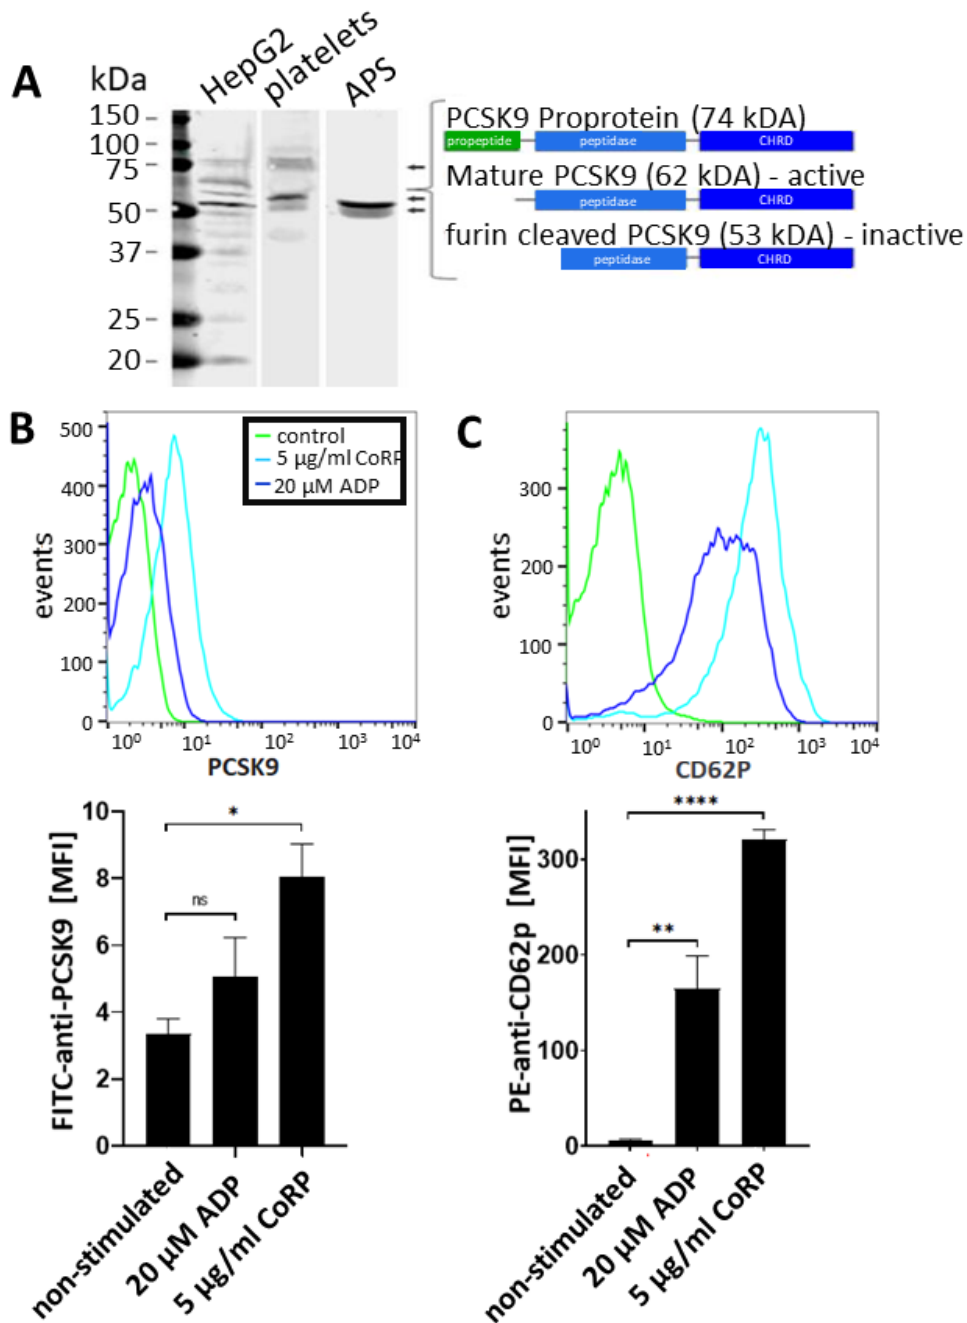 A
kDa
HepG2
platelets
APS
150
100
75
50
37
25
20
PCSK9 Proprotein (74 kDA)
propeptide peptidase CHRD
Mature PCSK9 (62 kDA) - active
peptidase CHRD
furin cleaved PCSK9 (53 kDA) - inactive
peptidase CHRD
B
events
500
400
300
200
100
0
control
5 µg/ml CoRP
20 µM ADP
10⁰ 10¹ 10² 10³ 10⁴
PCSK9
C
events
300
200
100
0
10⁰ 10¹ 10² 10³ 10⁴
CD62P
FITC-anti-PCSK9 [MFI]
10
8
6
4
2
0
*
ns
non-stimulated
20 µM ADP
5 µg/ml CoRP
PE-anti-CD62p [MFI]
300
200
100
0
****
**
non-stimulated
20 µM ADP
5 µg/ml CoRP